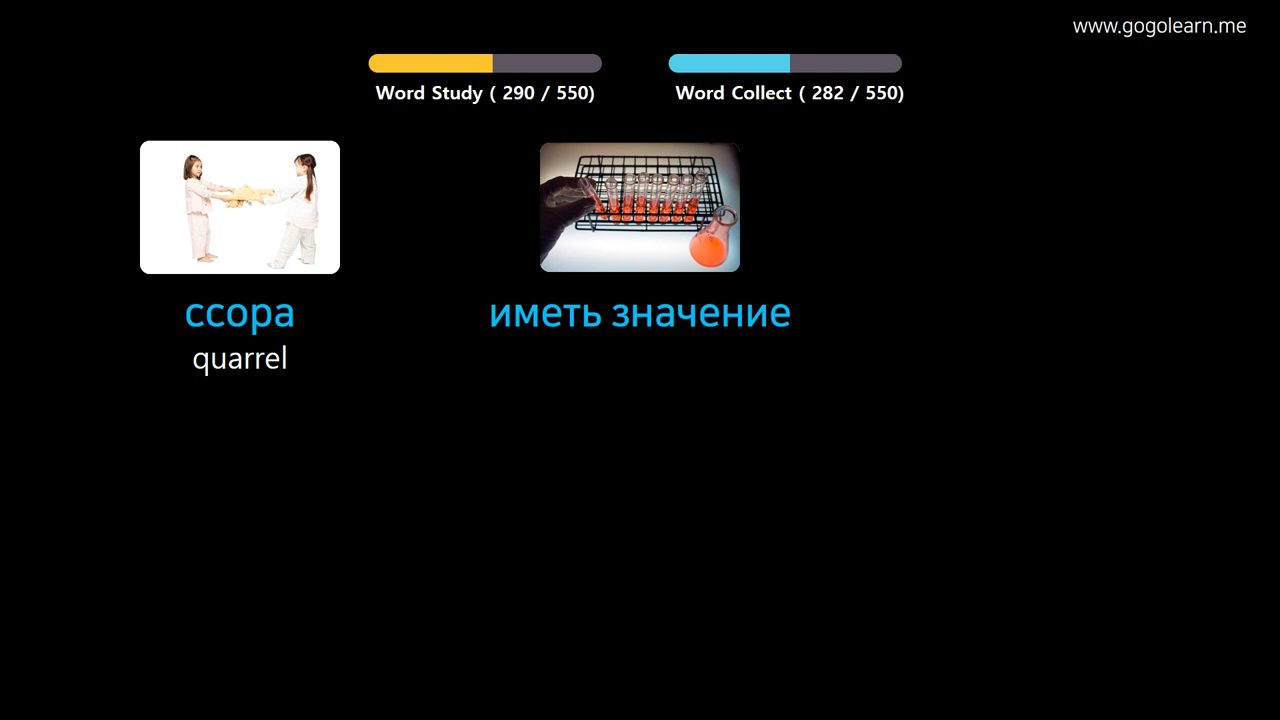 www.gogolearn.me
Word Study ( 290 / 550)
Word Collect ( 282 / 550)
ссора
иметь значение
quarrel